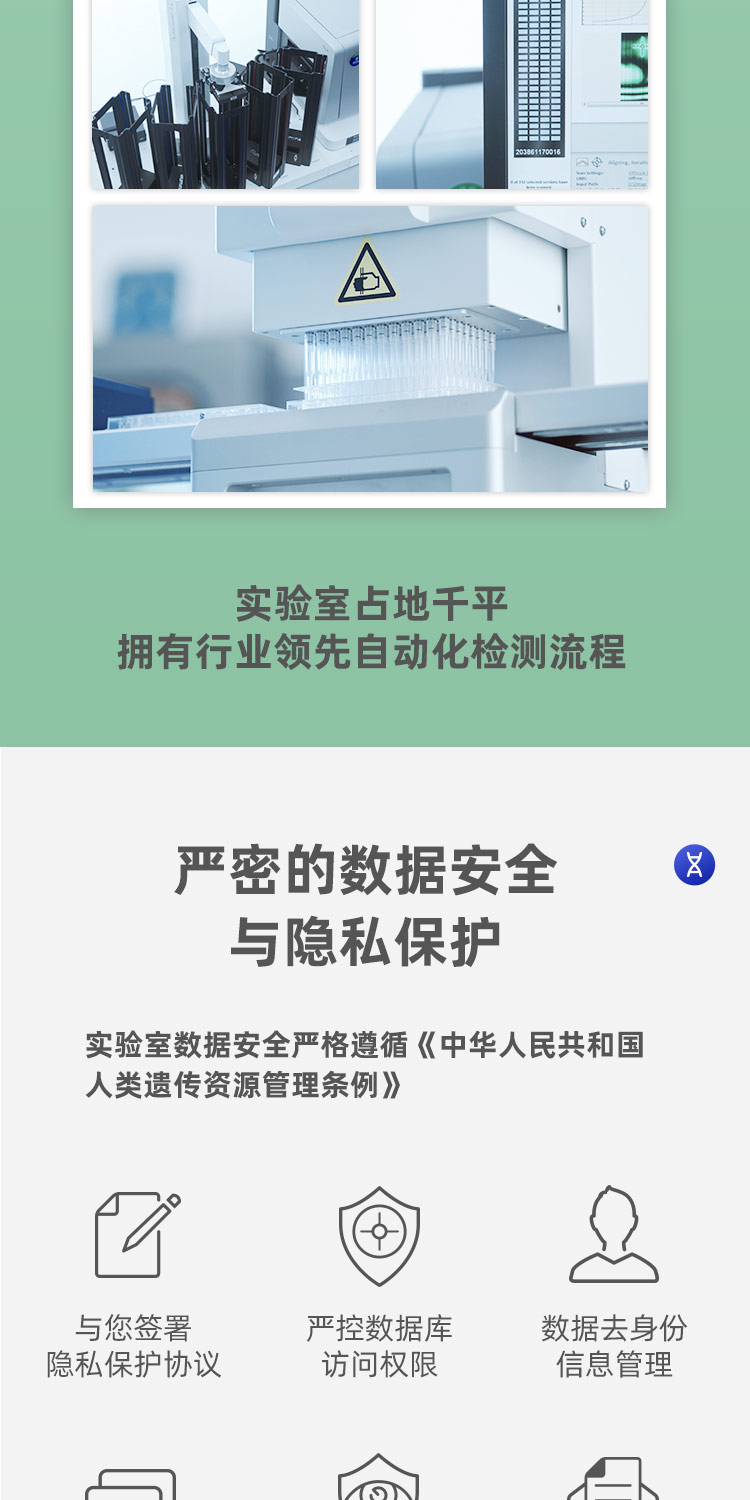 203861170016
Aligning, Iterati
实验室占地千平
拥有行业领先自动化检测流程
严密的数据安全
与隐私保护
实验室数据安全严格遵循《中华人民共和国
人类遗传资源管理条例》
与您签署
隐私保护协议
严控数据库
访问权限
数据去身份
信息管理